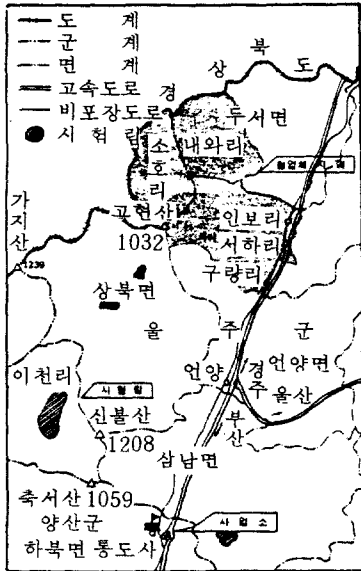 도 계
군 계
면 계
고속도로
비포장도로
시험림
경 상 북 도
두서면
내와리
소호리
고헌산
1032
인보리
서하리
구량리
가지산
1239
상북면
울 주 군
언양
언양면
경주
울산
부산
이천리
시험림
신불산
1208
삼남면
축서산 1059
양산군
하북면 통도사
사업소